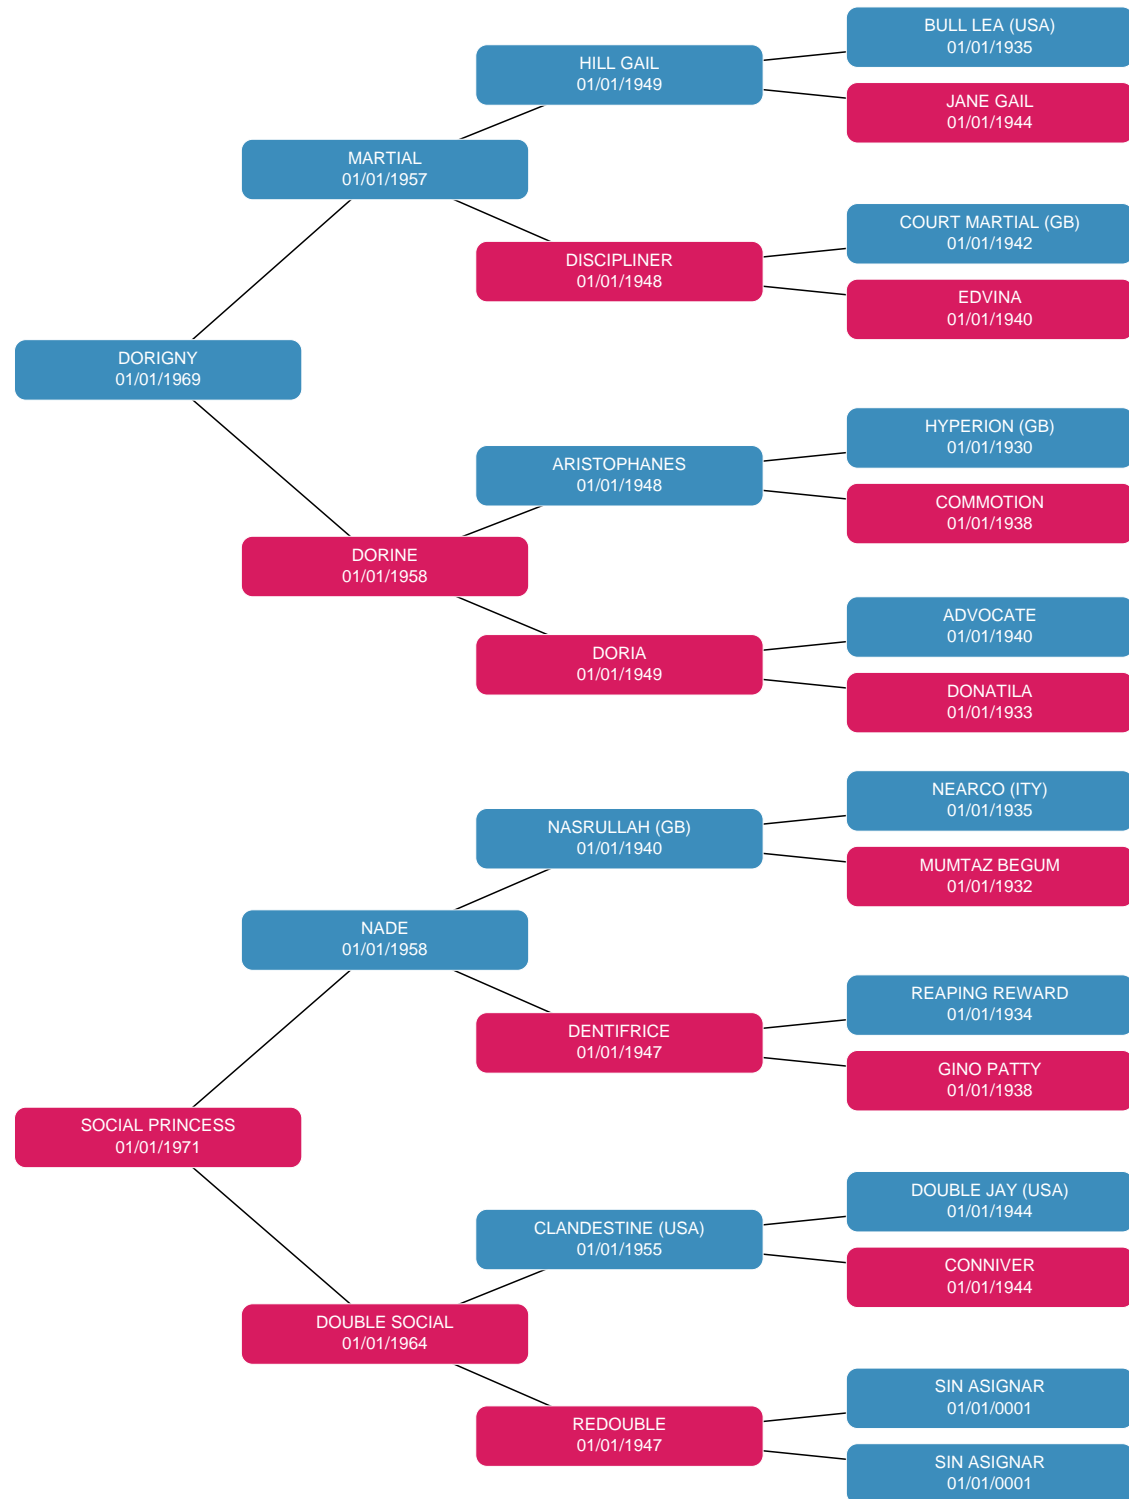 BULL LEA (USA)
01/01/1935
HILL GAIL
01/01/1949
JANE GAIL
01/01/1944
MARTIAL
01/01/1957
COURT MARTIAL (GB)
01/01/1942
DISCIPLINER
01/01/1948
EDVINA
01/01/1940
DORIGNY
01/01/1969
HYPERION (GB)
01/01/1930
ARISTOPHANES
01/01/1948
COMMOTION
01/01/1938
DORINE
01/01/1958
ADVOCATE
01/01/1940
DORIA
01/01/1949
DONATILA
01/01/1933
NEARCO (ITY)
01/01/1935
NASRULLAH (GB)
01/01/1940
MUMTAZ BEGUM
01/01/1932
NADE
01/01/1958
REAPING REWARD
01/01/1934
DENTIFRICE
01/01/1947
GINO PATTY
01/01/1938
SOCIAL PRINCESS
01/01/1971
DOUBLE JAY (USA)
01/01/1944
CLANDESTINE (USA)
01/01/1955
CONNIVER
01/01/1944
DOUBLE SOCIAL
01/01/1964
SIN ASIGNAR
01/01/0001
REDOUBLE
01/01/1947
SIN ASIGNAR
01/01/0001